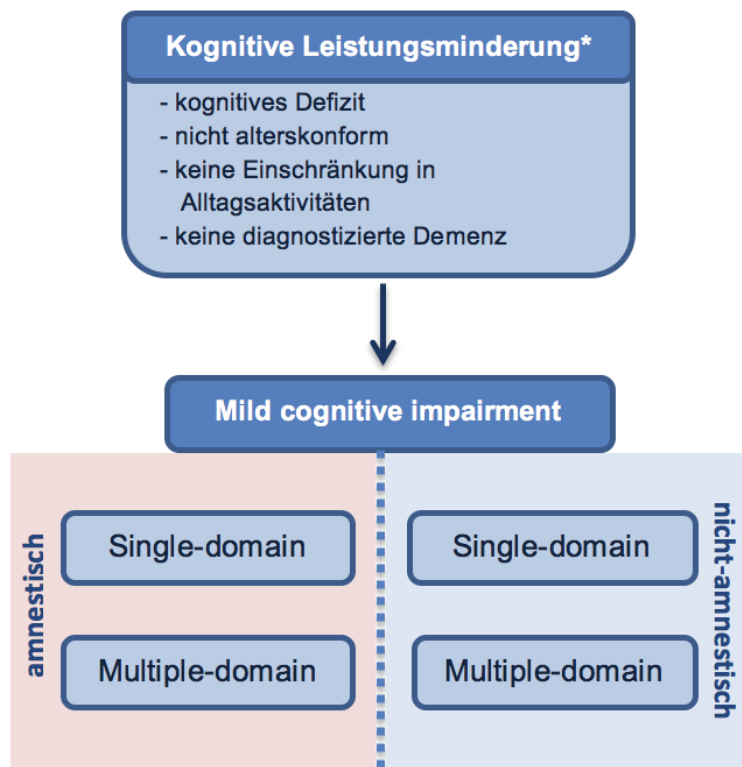 Kognitive Leistungsminderung*
- kognitives Defizit
- nicht alterskonform
- keine Einschränkung in
Alltagsaktivitäten
- keine diagnostizierte Demenz
Mild cognitive impairment
amnestisch
Single-domain
Multiple-domain
Single-domain
Multiple-domain
nicht-amnestisch